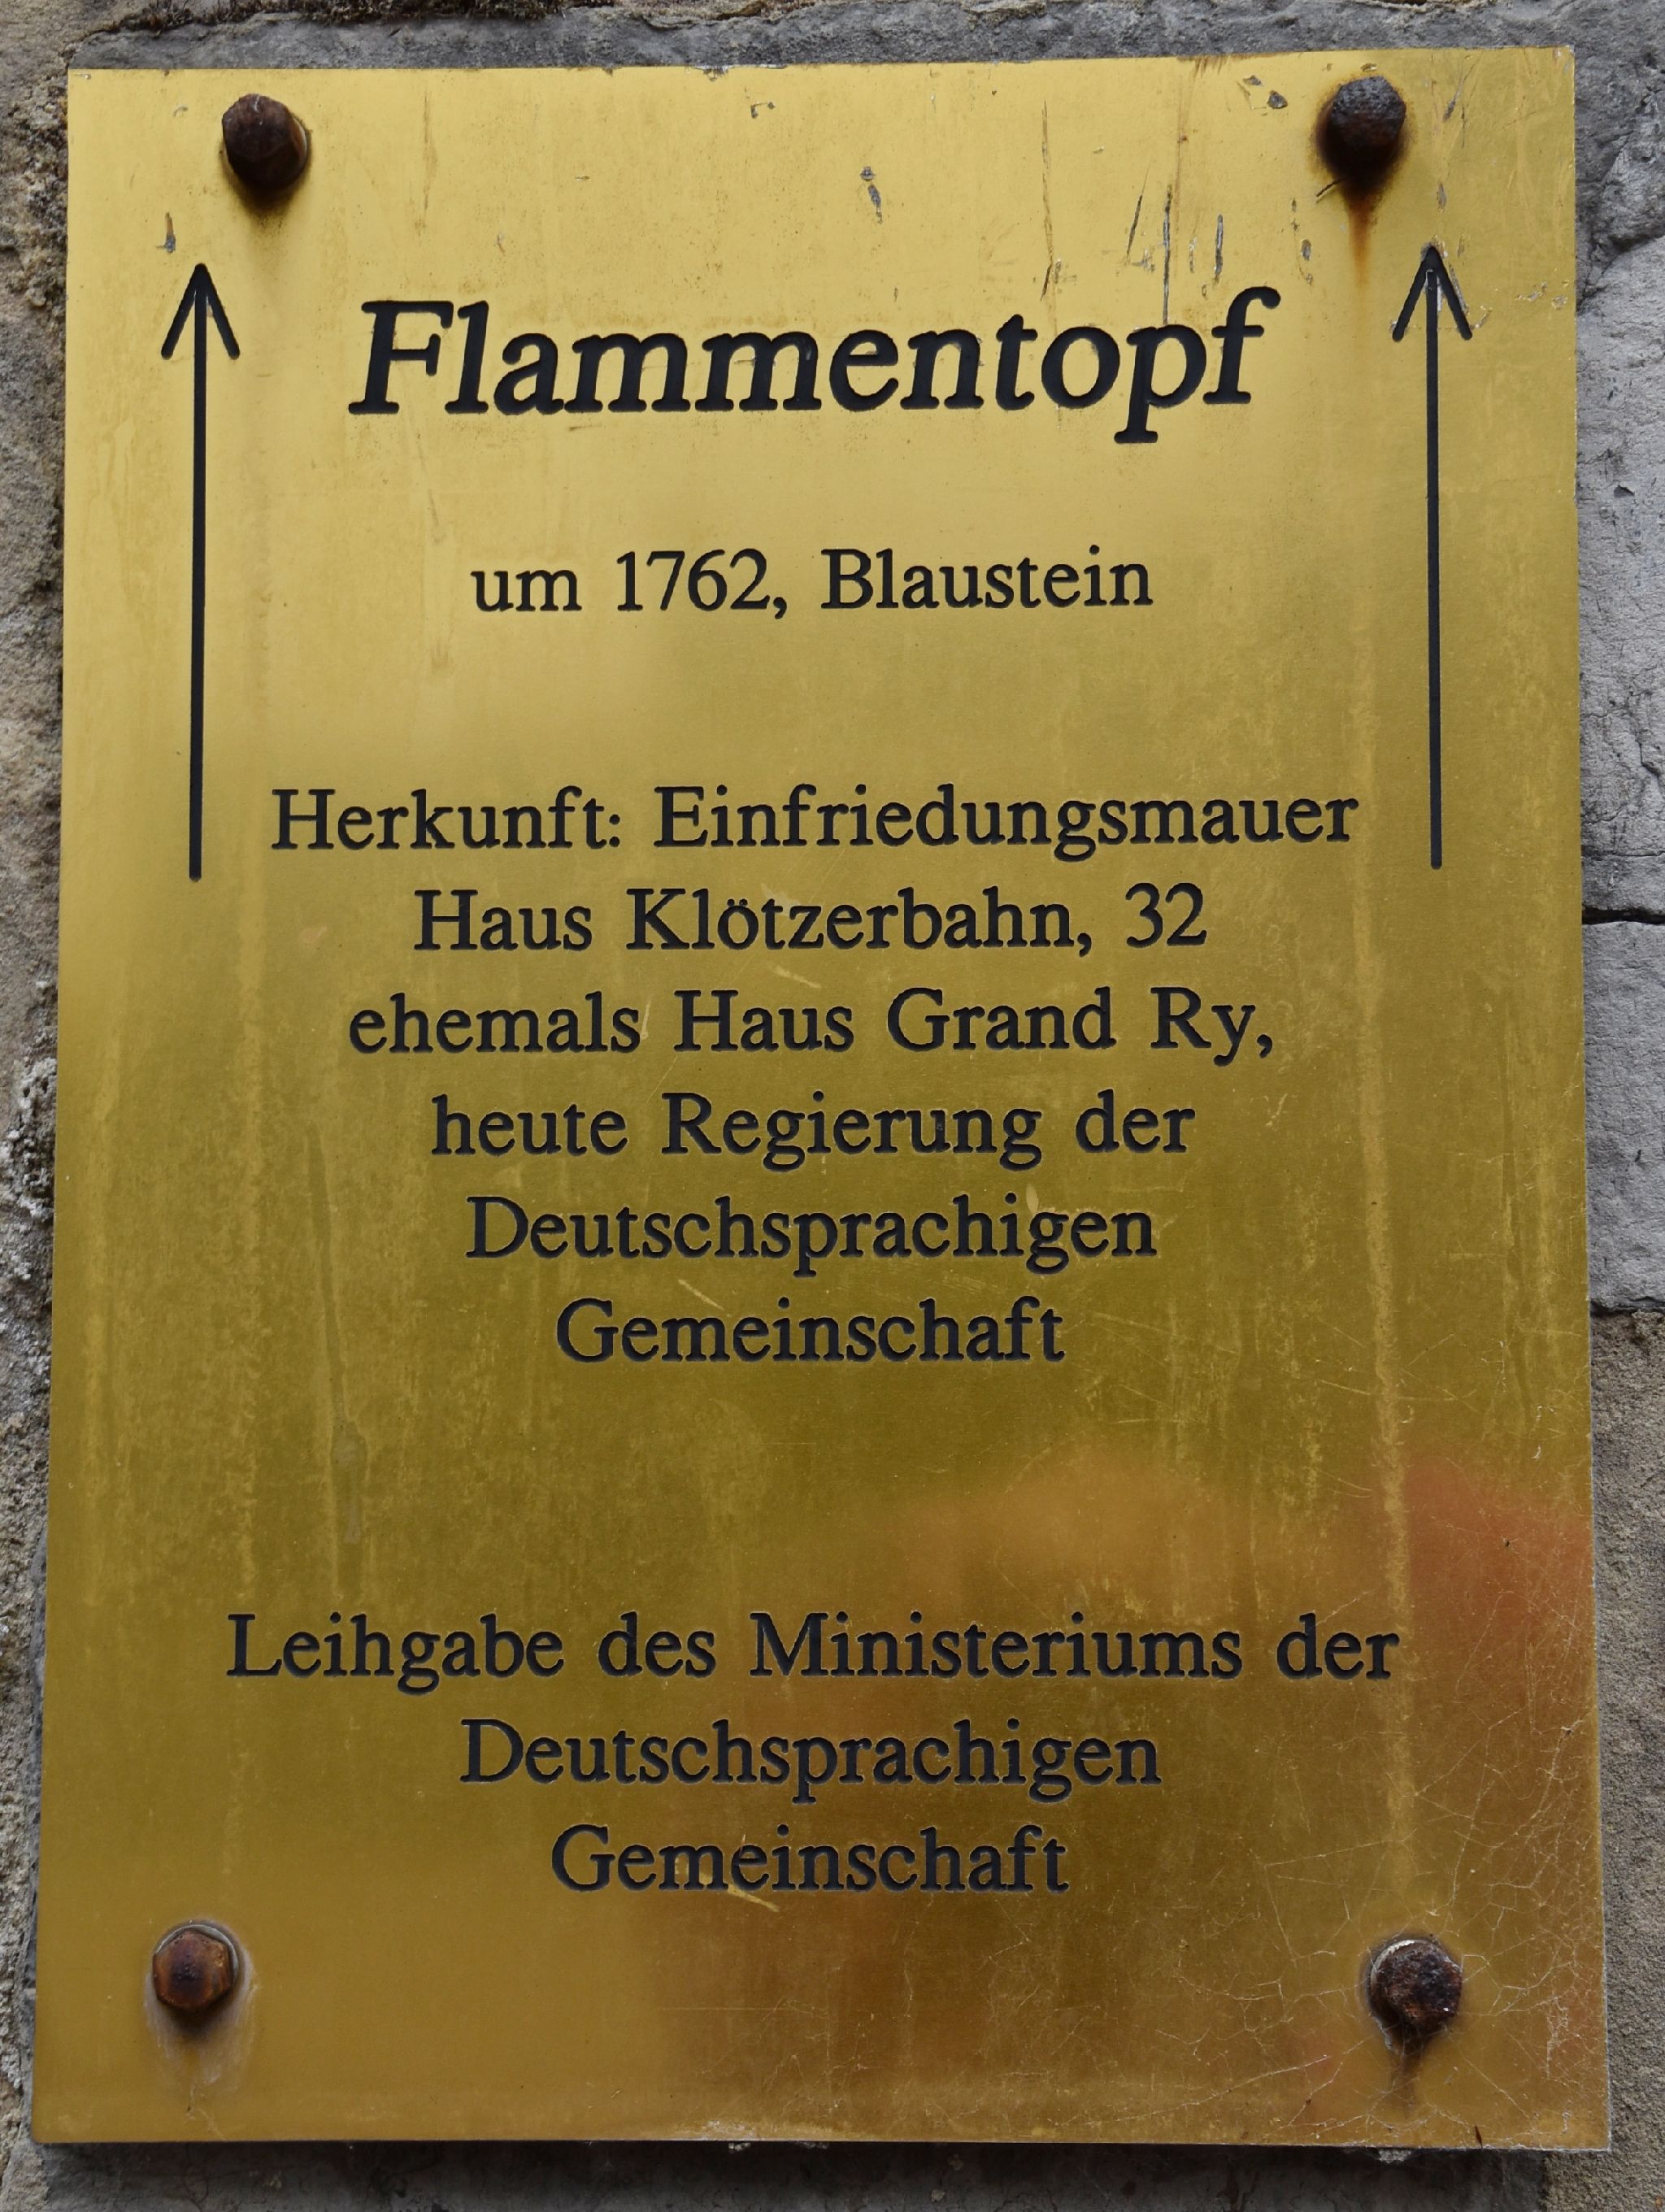 Flammentopf
um 1762, Blaustein
Herkunft: Einfriedungsmauer
Haus Klötzerbahn, 32
ehemals Haus Grand Ry,
heute Regierung der
Deutschsprachigen
Gemeinschaft
Leihgabe des Ministeriums der
Deutschsprachigen
Gemeinschaft